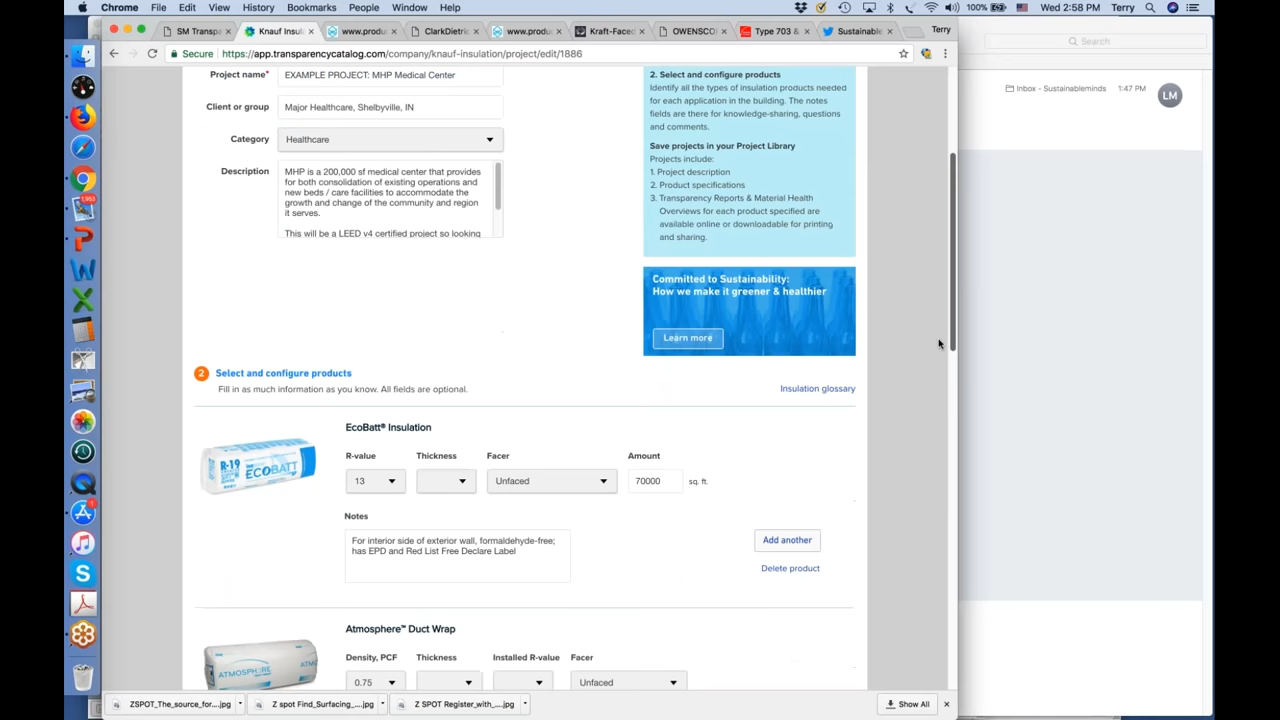 Chrome File Edit View History Bookmarks People Window Help
100% Wed 2:58 PM Terry
SM Transpa
Knauf Insul
www.produ
ClarkDietric
www.produ
Kraft-Faced
OWENSCO
Type 703 &
Sustainable
Terry
Secure https://app.transparencycatalog.com/company/knauf-insulation/project/edit/1886
Search
Inbox - Sustainableminds 1:47 PM
LM
Project name* EXAMPLE PROJECT: MHP Medical Center
Client or group Major Healthcare, Shelbyville, IN
Category Healthcare
Description MHP is a 200,000 sf medical center that provides
for both consolidation of existing operations and
new beds / care facilities to accommodate the
growth and change of the community and region
it serves.
This will be a LEED v4 certified project so looking
2. Select and configure products
Identify all the types of insulation products needed
for each application in the building. The notes
fields are there for knowledge-sharing, questions
and comments.
Save projects in your Project Library
Projects include:
1. Project description
2. Product specifications
3. Transparency Reports & Material Health
Overviews for each product specified are
available online or downloadable for printing
and sharing.
Committed to Sustainability:
How we make it greener & healthier
Learn more
2 Select and configure products
Fill in as much information as you know. All fields are optional.
Insulation glossary
EcoBatt® Insulation
R-19
ECOBATT
R-value Thickness Facer Amount
13 Unfaced 70000 sq. ft.
Notes
For interior side of exterior wall, formaldehyde-free;
has EPD and Red List Free Declare Label
Add another
Delete product
Atmosphere™ Duct Wrap
ATMOSPHERE
Density, PCF Thickness Installed R-value Facer
0.75 Unfaced
1,953
1
ZSPOT_The_source_for....jpg
Z spot Find_Surfacing_....jpg
Z SPOT Register_with_....jpg
Show All